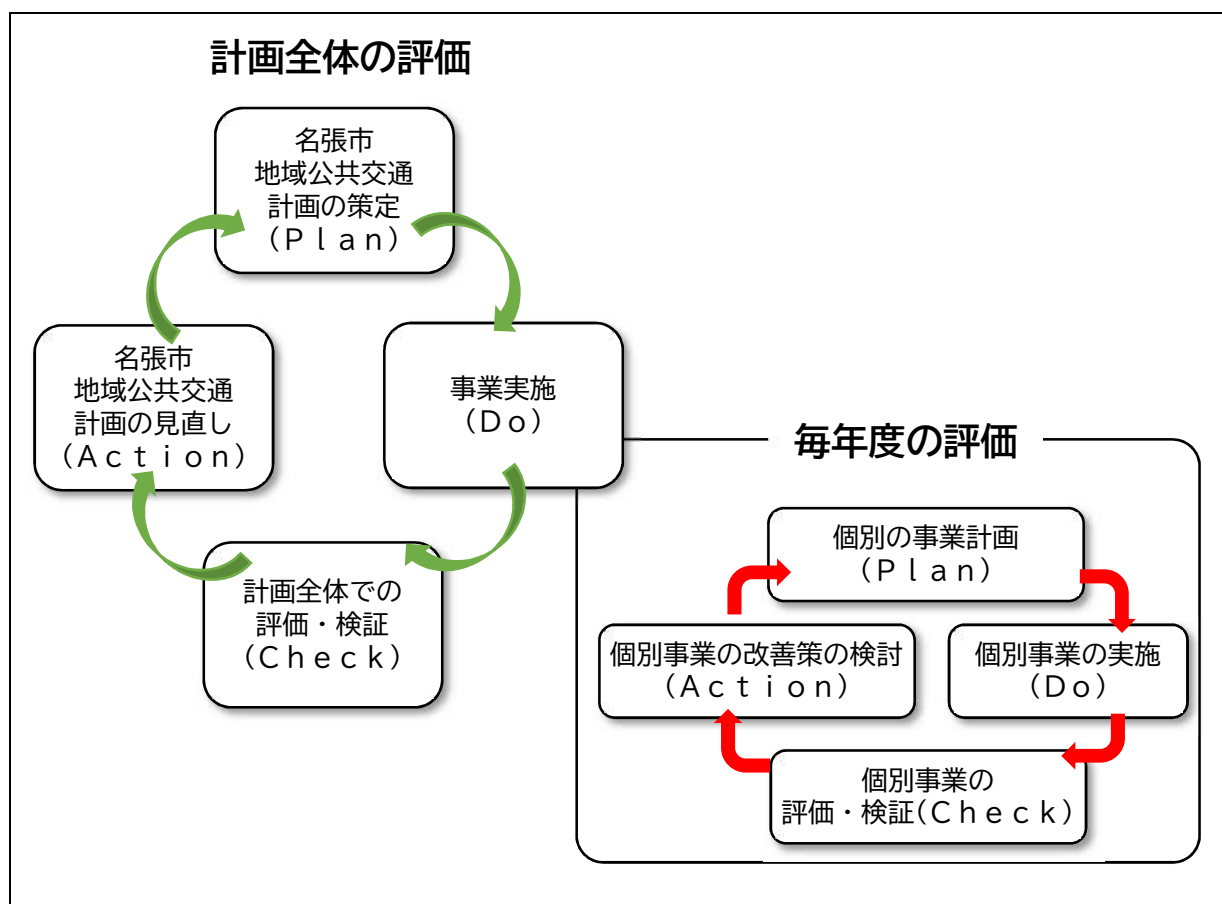 計画全体の評価
名張市
地域公共交通
計画の策定
(Ｐｌａｎ)
事業実施
(Ｄｏ)
計画全体での
評価・検証
(Ｃｈｅｃｋ)
名張市
地域公共交通
計画の見直し
(Ａｃｔｉｏｎ)
毎年度の評価
個別の事業計画
(Ｐｌａｎ)
個別事業の実施
(Ｄｏ)
個別事業の
評価・検証(Ｃｈｅｃｋ)
個別事業の改善策の検討
(Ａｃｔｉｏｎ)